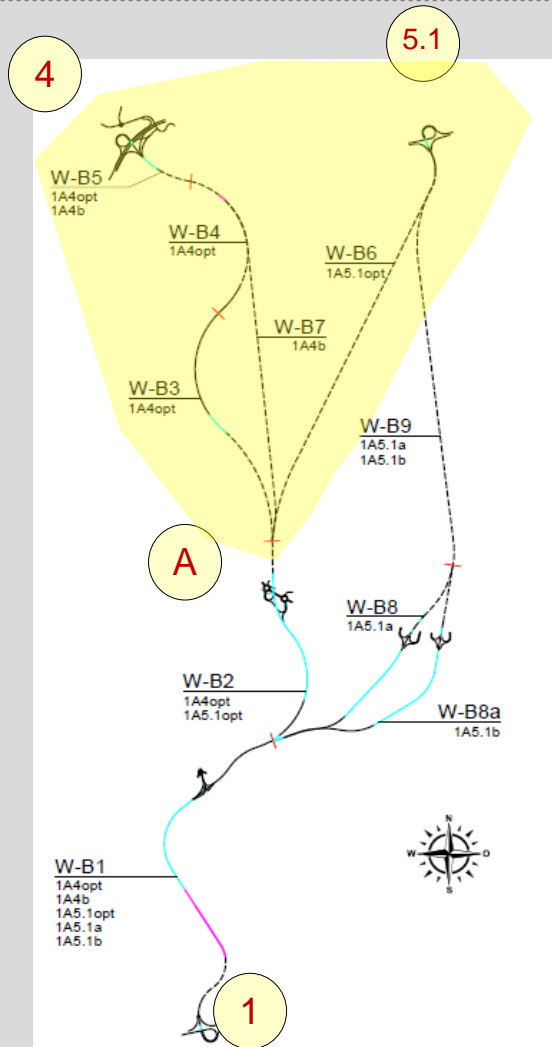 5.1
4
W-B5
1A4opt
1A4b
W-B4
1A4opt
W-B6
1A5.1opt
W-B7
1A4b
W-B3
1A4opt
W-B9
1A5.1a
1A5.1b
A
W-B8
1A5.1a
W-B2
1A4opt
1A5.1opt
W-B8a
1A5.1b
N
W
O
S
W-B1
1A4opt
1A4b
1A5.1opt
1A5.1a
1A5.1b
1